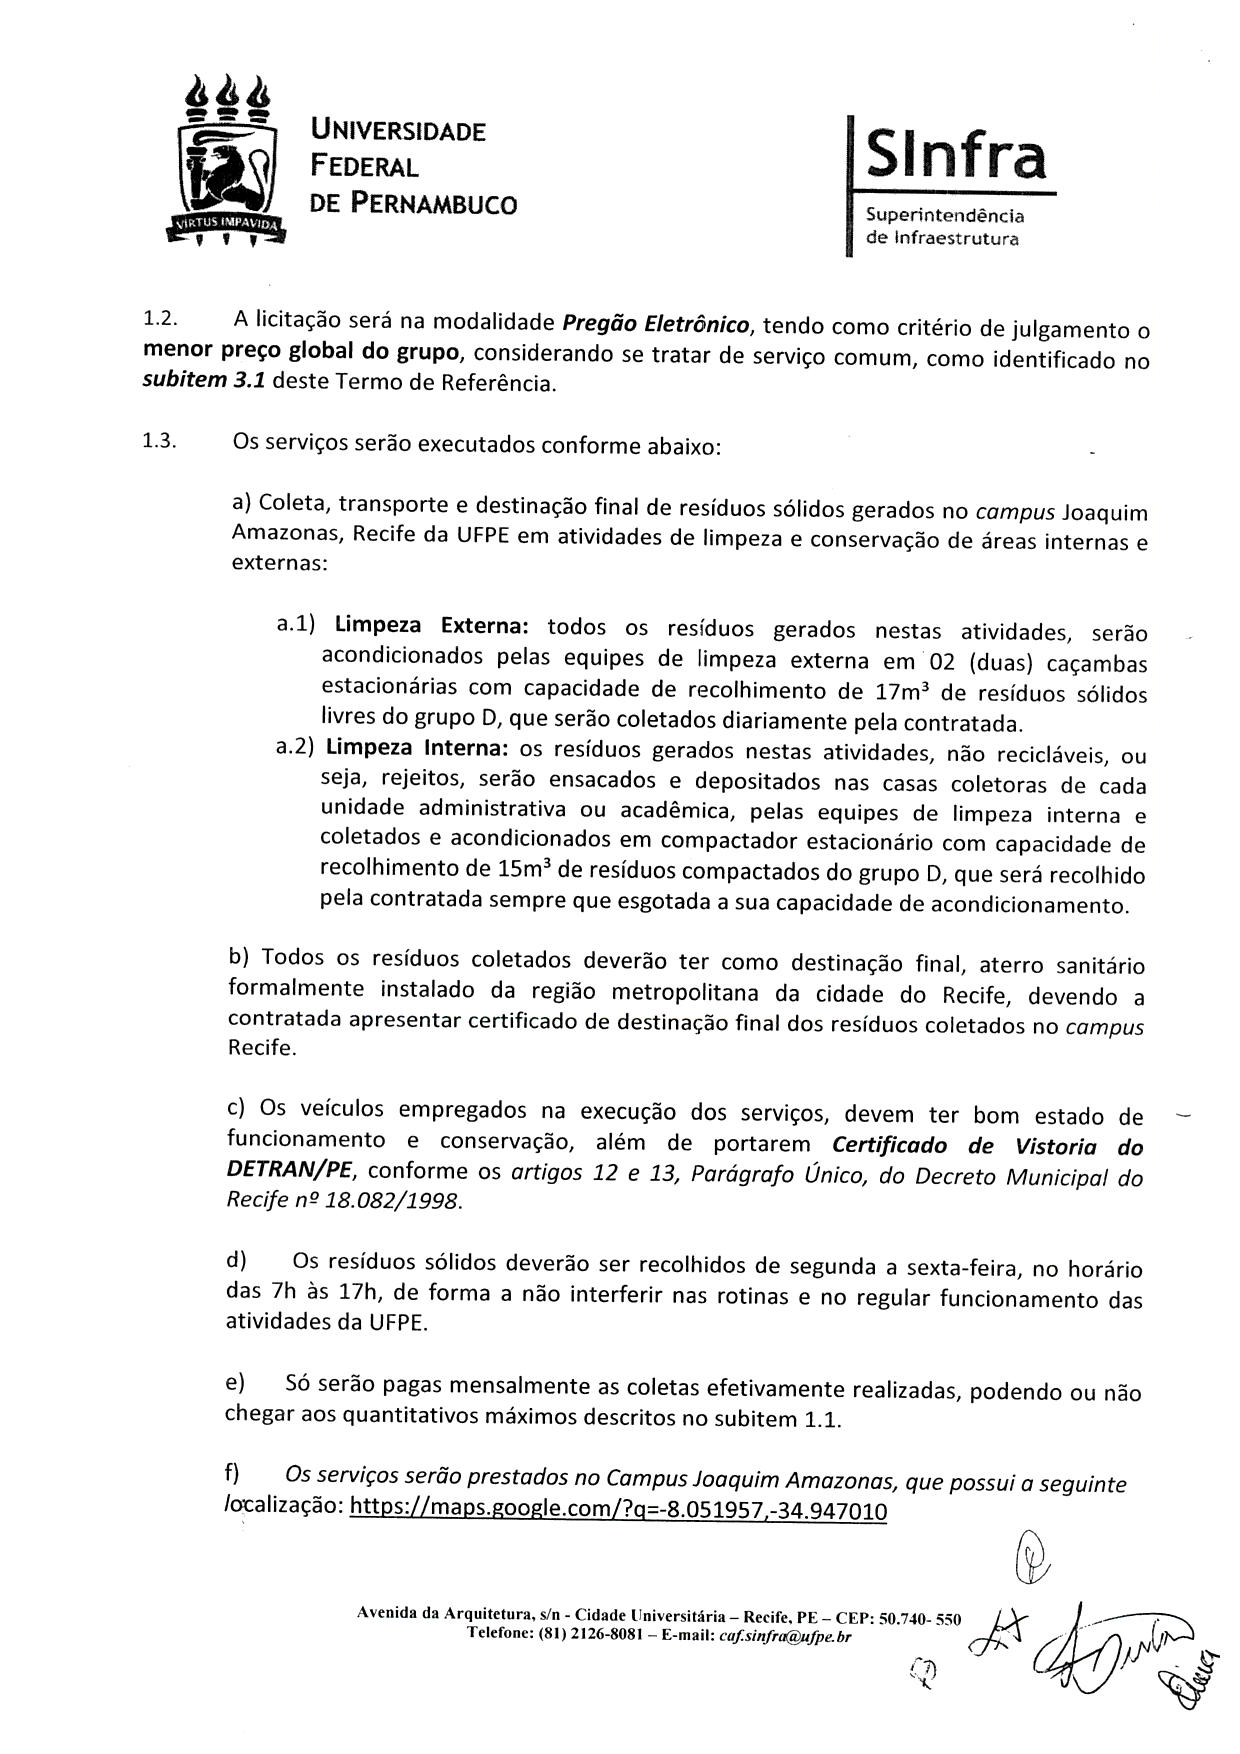 UNIVERSIDADE
FEDERAL
DE PERNAMBUCO
VIRTUS IMPAVIDA
SInfra
Superintendência
de Infraestrutura
1.2. A licitação será na modalidade Pregão Eletrônico, tendo como critério de julgamento o
menor preço global do grupo, considerando se tratar de serviço comum, como identificado no
subitem 3.1 deste Termo de Referência.
1.3. Os serviços serão executados conforme abaixo:
a) Coleta, transporte e destinação final de resíduos sólidos gerados no campus Joaquim
Amazonas, Recife da UFPE em atividades de limpeza e conservação de áreas internas e
externas:
a.1) Limpeza Externa: todos os resíduos gerados nestas atividades, serão
acondicionados pelas equipes de limpeza externa em 02 (duas) caçambas
estacionárias com capacidade de recolhimento de 17m³ de resíduos sólidos
livres do grupo D, que serão coletados diariamente pela contratada.
a.2) Limpeza Interna: os resíduos gerados nestas atividades, não recicláveis, ou
seja, rejeitos, serão ensacados e depositados nas casas coletoras de cada
unidade administrativa ou acadêmica, pelas equipes de limpeza interna e
coletados e acondicionados em compactador estacionário com capacidade de
recolhimento de 15m³ de resíduos compactados do grupo D, que será recolhido
pela contratada sempre que esgotada a sua capacidade de acondicionamento.
b) Todos os resíduos coletados deverão ter como destinação final, aterro sanitário
formalmente instalado da região metropolitana da cidade do Recife, devendo a
contratada apresentar certificado de destinação final dos resíduos coletados no campus
Recife.
c) Os veículos empregados na execução dos serviços, devem ter bom estado de
funcionamento e conservação, além de portarem Certificado de Vistoria do
DETRAN/PE, conforme os artigos 12 e 13, Parágrafo Único, do Decreto Municipal do
Recife nº 18.082/1998.
d) Os resíduos sólidos deverão ser recolhidos de segunda a sexta-feira, no horário
das 7h às 17h, de forma a não interferir nas rotinas e no regular funcionamento das
atividades da UFPE.
e) Só serão pagas mensalmente as coletas efetivamente realizadas, podendo ou não
chegar aos quantitativos máximos descritos no subitem 1.1.
f) Os serviços serão prestados no Campus Joaquim Amazonas, que possui a seguinte
localização: https://maps.google.com/?q=-8.051957,-34.947010
Avenida da Arquitetura, s/n - Cidade Universitária – Recife, PE – CEP: 50.740- 550
Telefone: (81) 2126-8081 – E-mail: caf.sinfra@ufpe.br